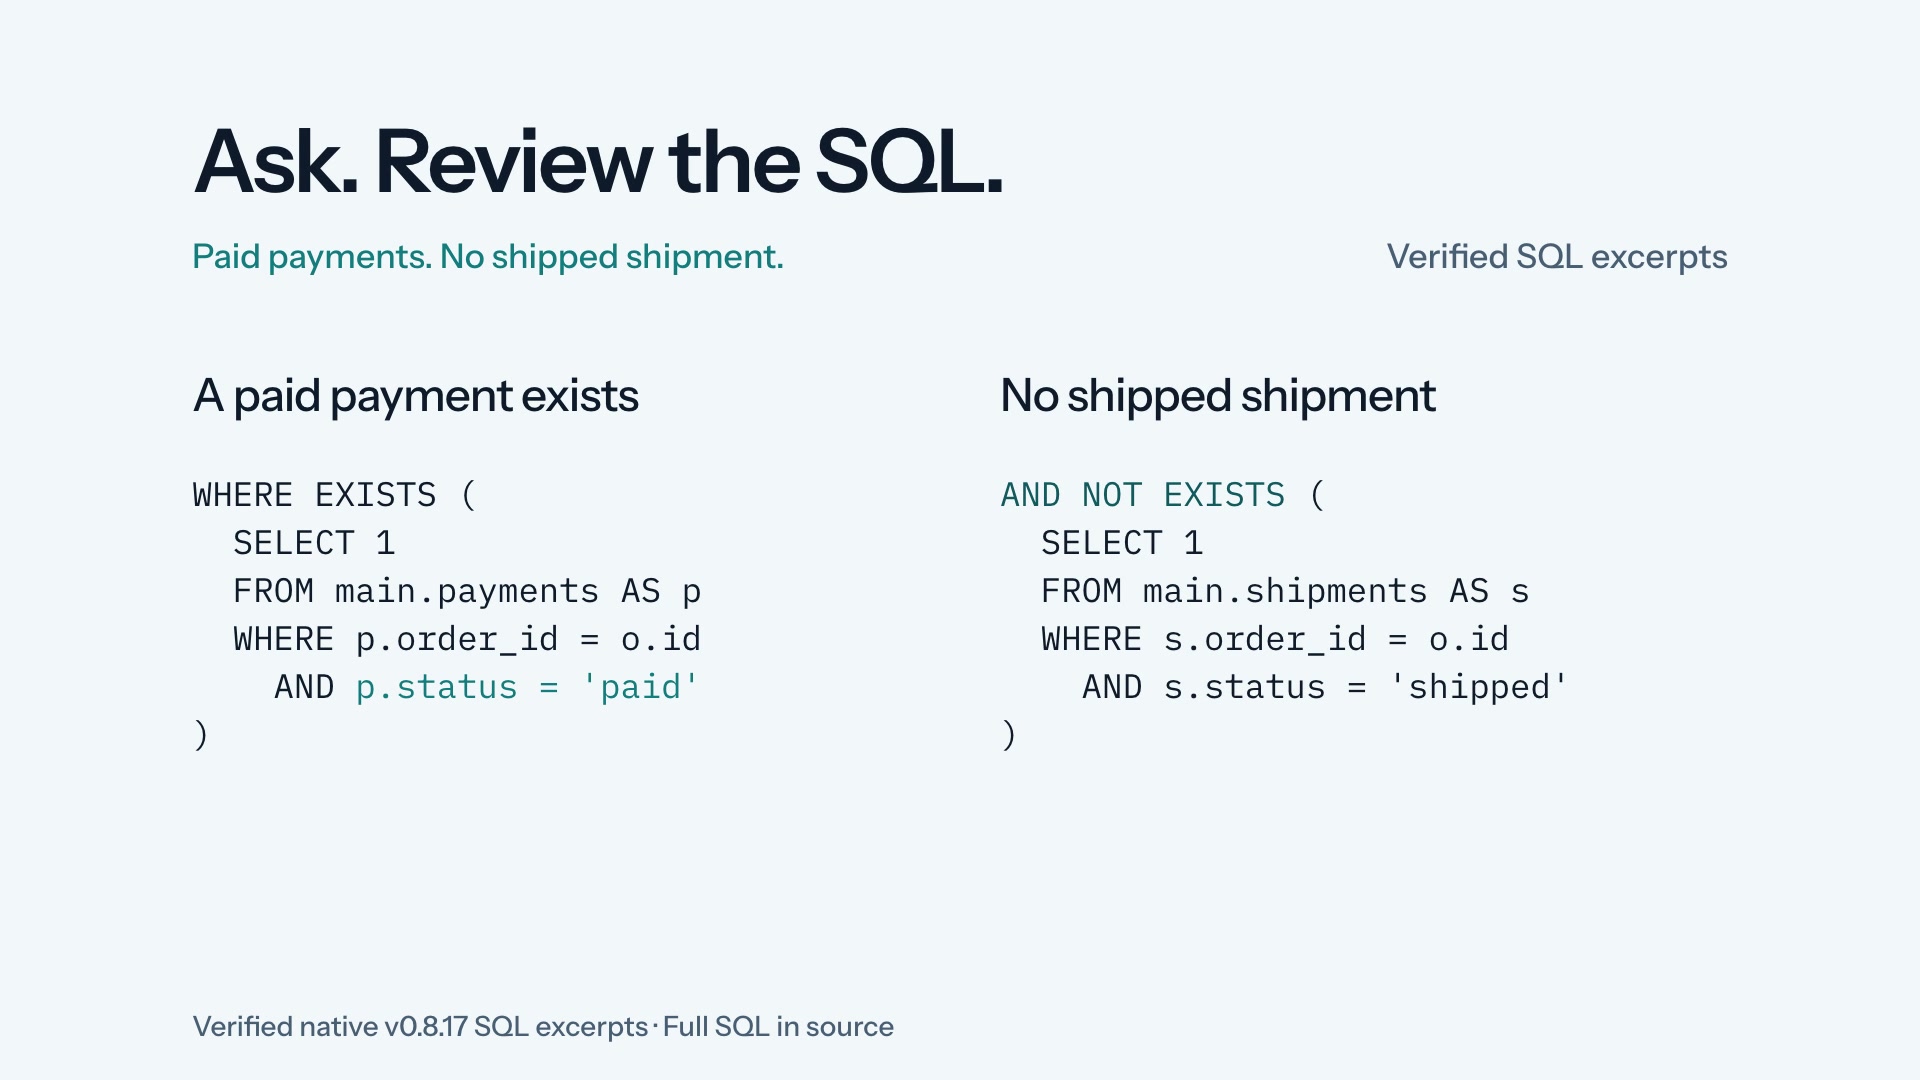 Ask. Review the SQL.
Paid payments. No shipped shipment.
Verified SQL excerpts
A paid payment exists
WHERE EXISTS (
  SELECT 1
  FROM main.payments AS p
  WHERE p.order_id = o.id
    AND p.status = 'paid'
)
No shipped shipment
AND NOT EXISTS (
  SELECT 1
  FROM main.shipments AS s
  WHERE s.order_id = o.id
    AND s.status = 'shipped'
)
Verified native v0.8.17 SQL excerpts · Full SQL in source